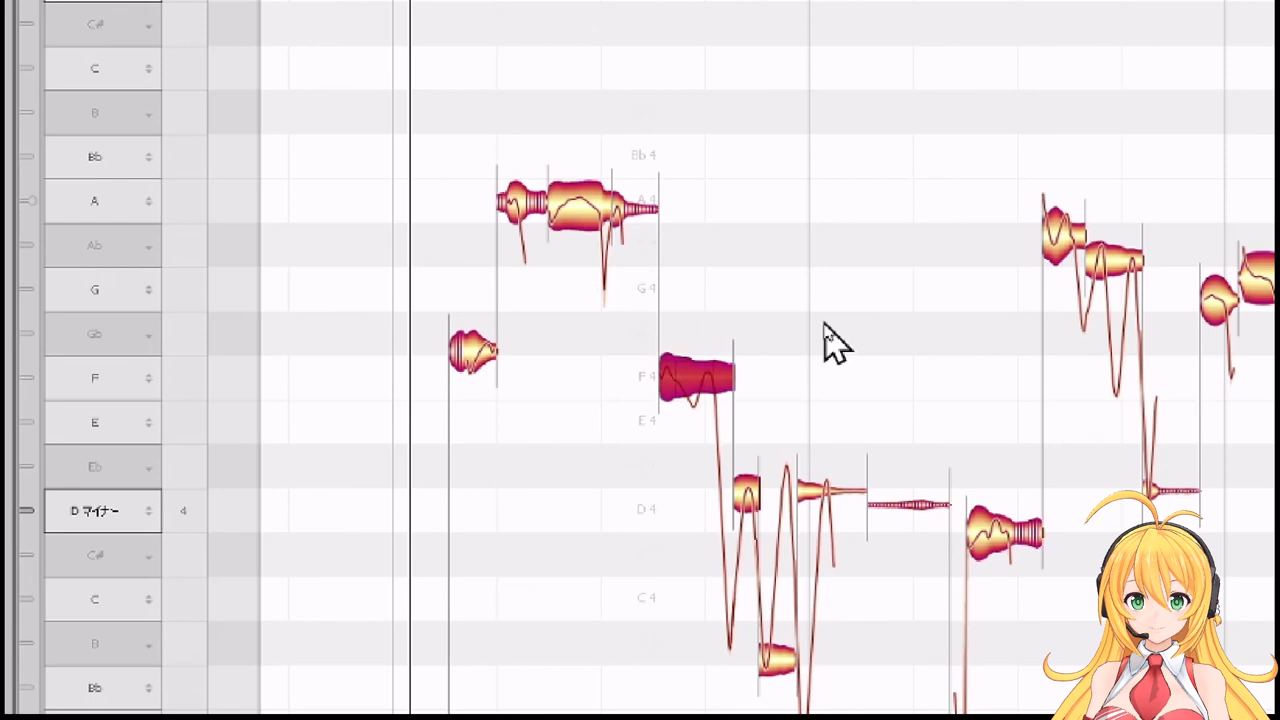 C#
C
B
Bb
Bb 4
A
A 4
Ab
G
G 4
Gb
F
F 4
E
E 4
Eb
D マイナー
4
D 4
C#
C
C 4
B
Bb